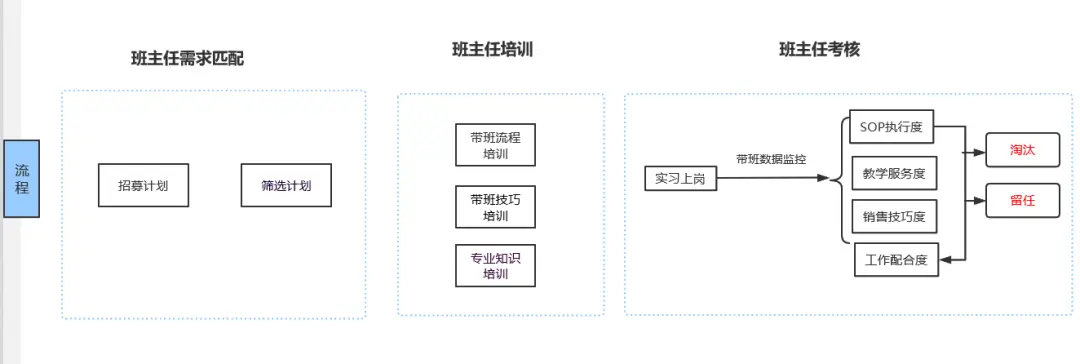 流
程
班主任需求匹配
招募计划
筛选计划
班主任培训
带班流程
培训
带班技巧
培训
专业知识
培训
班主任考核
实习上岗
带班数据监控
SOP执行度
教学服务度
销售技巧度
工作配合度
淘汰
留任